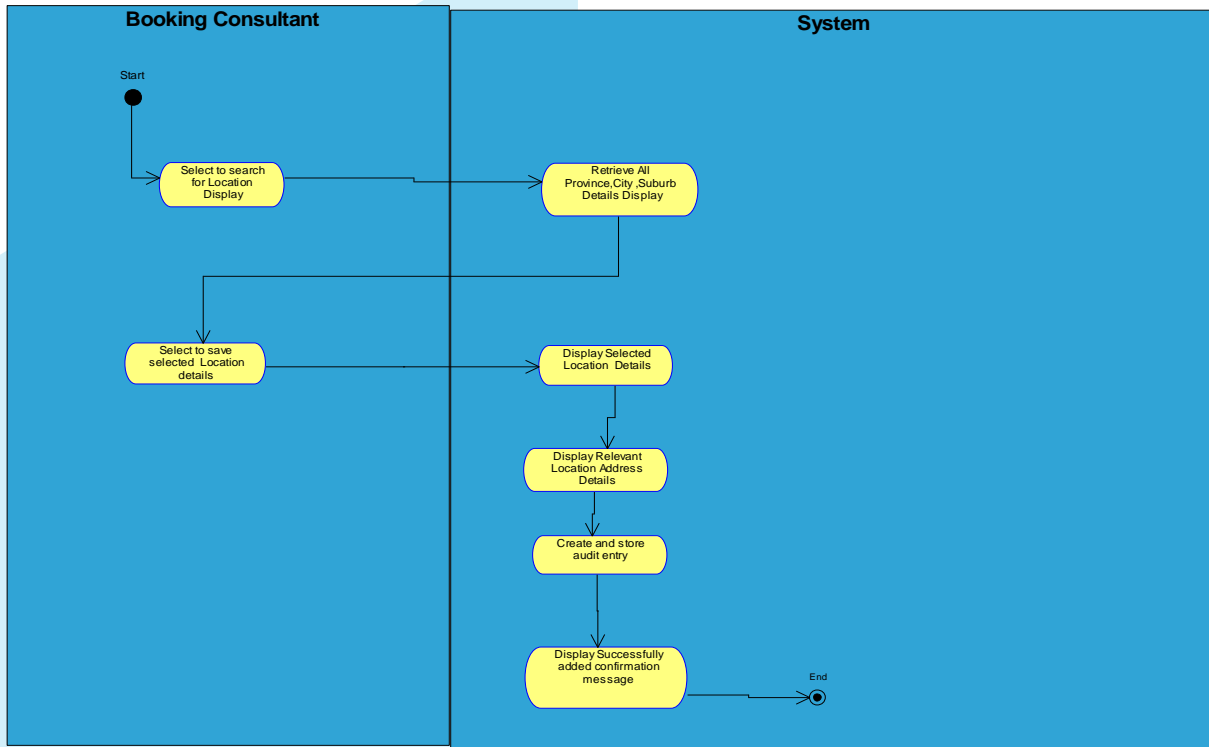 Booking Consultant
System
Start
Select to search
for Location
Display
Retrieve All
Province,City ,Suburb
Details Display
Select to save
selected Location
details
Display Selected
Location Details
Display Relevant
Location Address
Details
Create and store
audit entry
Display Successfully
added confirmation
message
End